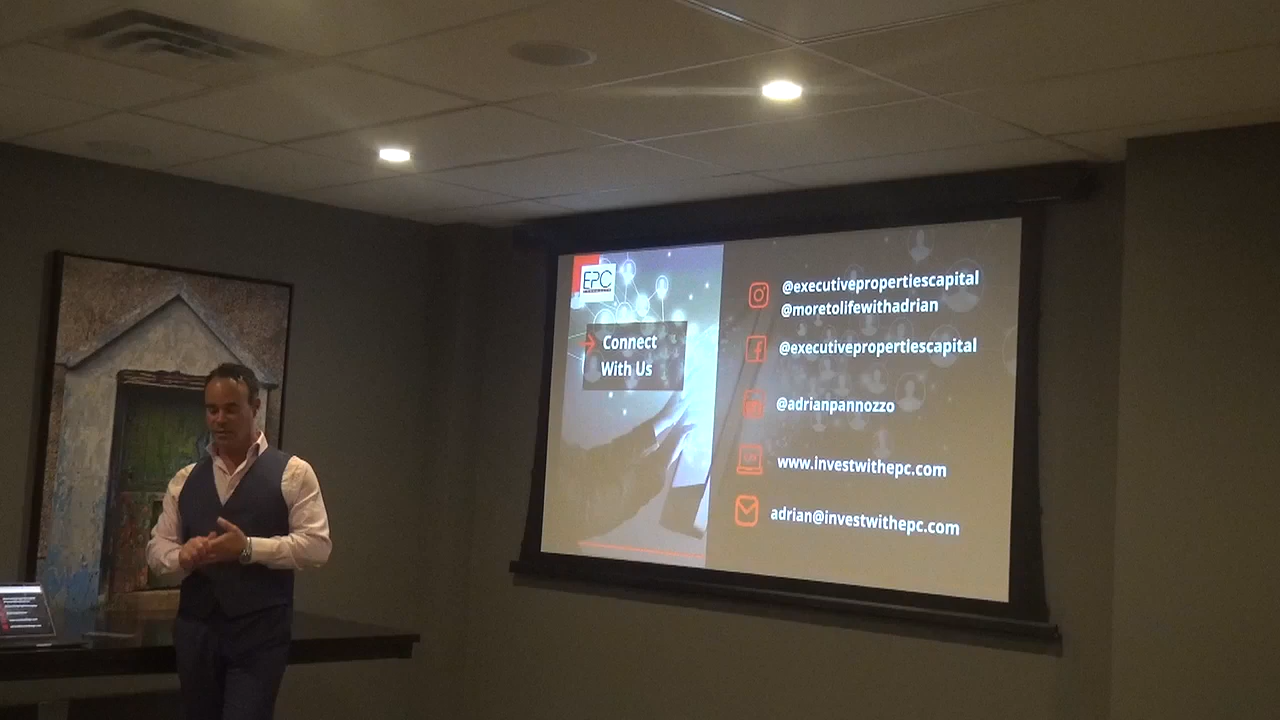 EPC
Connect
With Us
@executivepropertiescapital
@moretolifewithadrian
@executivepropertiescapital
@adrianpannozzo
www.investwithepc.com
adrian@investwithepc.com